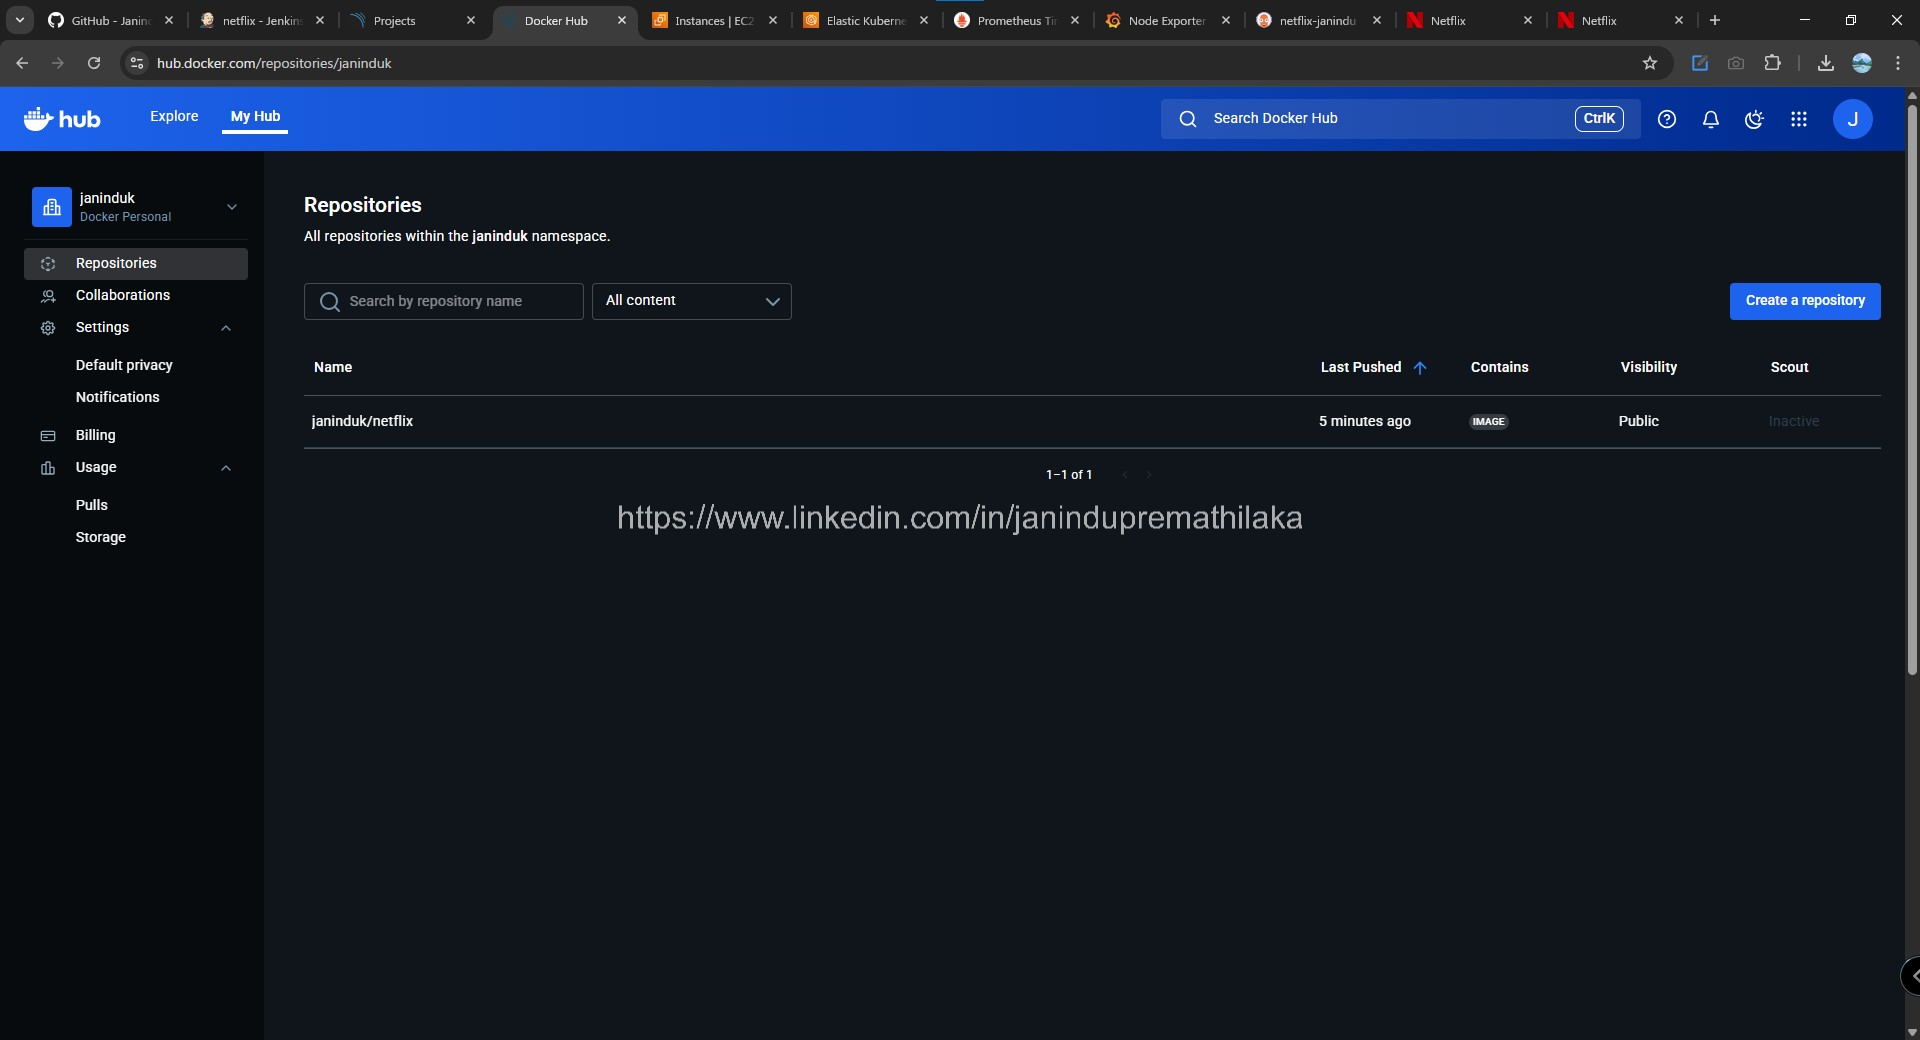 GitHub - Janinc
netflix - Jenkins
Projects
Docker Hub
Instances | EC2
Elastic Kuberne
Prometheus Tir
Node Exporter
netflix-janindu
Netflix
Netflix
hub.docker.com/repositories/janinduk
hub
Explore
My Hub
Search Docker Hub
CtrlK
J
janinduk
Docker Personal
Repositories
Collaborations
Settings
Default privacy
Notifications
Billing
Usage
Pulls
Storage
Repositories
All repositories within the janinduk namespace.
Search by repository name
All content
Create a repository
Name Last Pushed Contains Visibility Scout
janinduk/netflix 5 minutes ago IMAGE Public Inactive
1–1 of 1
https://www.linkedin.com/in/janindupremathilaka